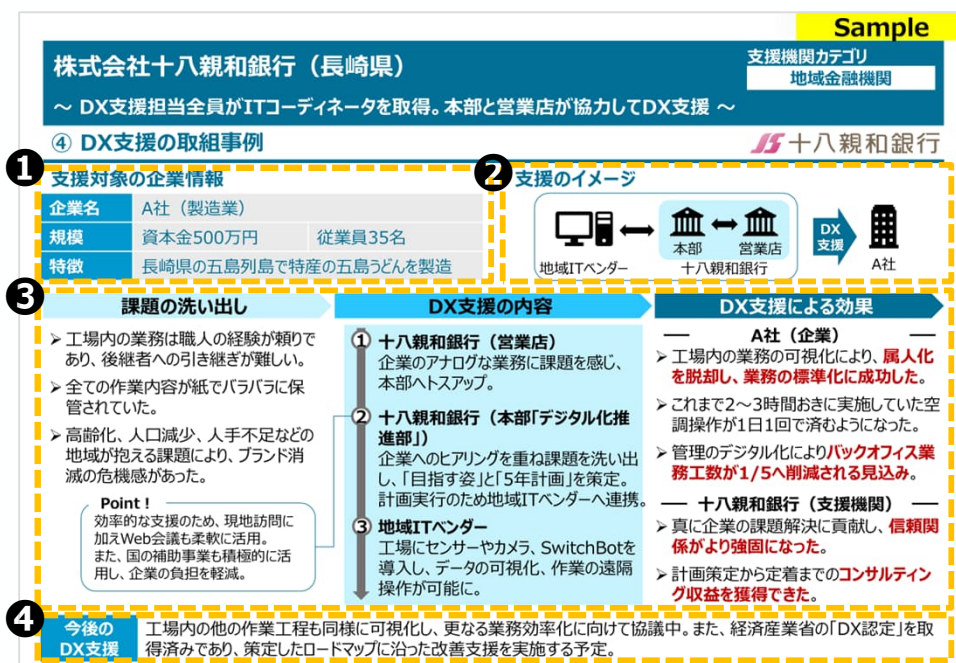 Sample
株式会社十八親和銀行（長崎県）
支援機関カテゴリ
地域金融機関
～ DX支援担当全員がITコーディネータを取得。本部と営業店が協力してDX支援 ～
④ DX支援の取組事例
十八親和銀行
❶
支援対象の企業情報
企業名 A社（製造業）
規模 資本金500万円 従業員35名
特徴 長崎県の五島列島で特産の五島うどんを製造
❷
支援のイメージ
地域ITベンダー
本部 営業店
十八親和銀行
DX
支援
A社
❸
課題の洗い出し
➢工場内の業務は職人の経験が頼りで
あり、後継者への引き継ぎが難しい。
➢全ての作業内容が紙でバラバラに保
管されていた。
➢高齢化、人口減少、人手不足などの
地域が抱える課題により、ブランド消
滅の危機感があった。
Point！
効率的な支援のため、現地訪問に
加えWeb会議も柔軟に活用。
また、国の補助事業も積極的に活
用し、企業の負担を軽減。
DX支援の内容
① 十八親和銀行（営業店）
企業のアナログな業務に課題を感じ、
本部へトスアップ。
② 十八親和銀行（本部「デジタル化推
進部」）
企業へのヒアリングを重ね課題を洗い出
し、「目指す姿」と「5年計画」を策定。
計画実行のため地域ITベンダーへ連携。
③ 地域ITベンダー
工場にセンサーやカメラ、SwitchBotを
導入し、データの可視化、作業の遠隔
操作が可能に。
DX支援による効果
A社（企業）
➢工場内の業務の可視化により、属人化
を脱却し、業務の標準化に成功した。
➢これまで2～3時間おきに実施していた空
調操作が1日1回で済むようになった。
➢管理のデジタル化によりバックオフィス業
務工数が1/5へ削減される見込み。
十八親和銀行（支援機関）
➢真に企業の課題解決に貢献し、信頼関
係がより強固になった。
➢計画策定から定着までのコンサルティン
グ収益を獲得できた。
❹
今後の
DX支援
工場内の他の作業工程も同様に可視化し、更なる業務効率化に向けて協議中。また、経済産業省の「DX認定」を取
得済みであり、策定したロードマップに沿った改善支援を実施する予定。